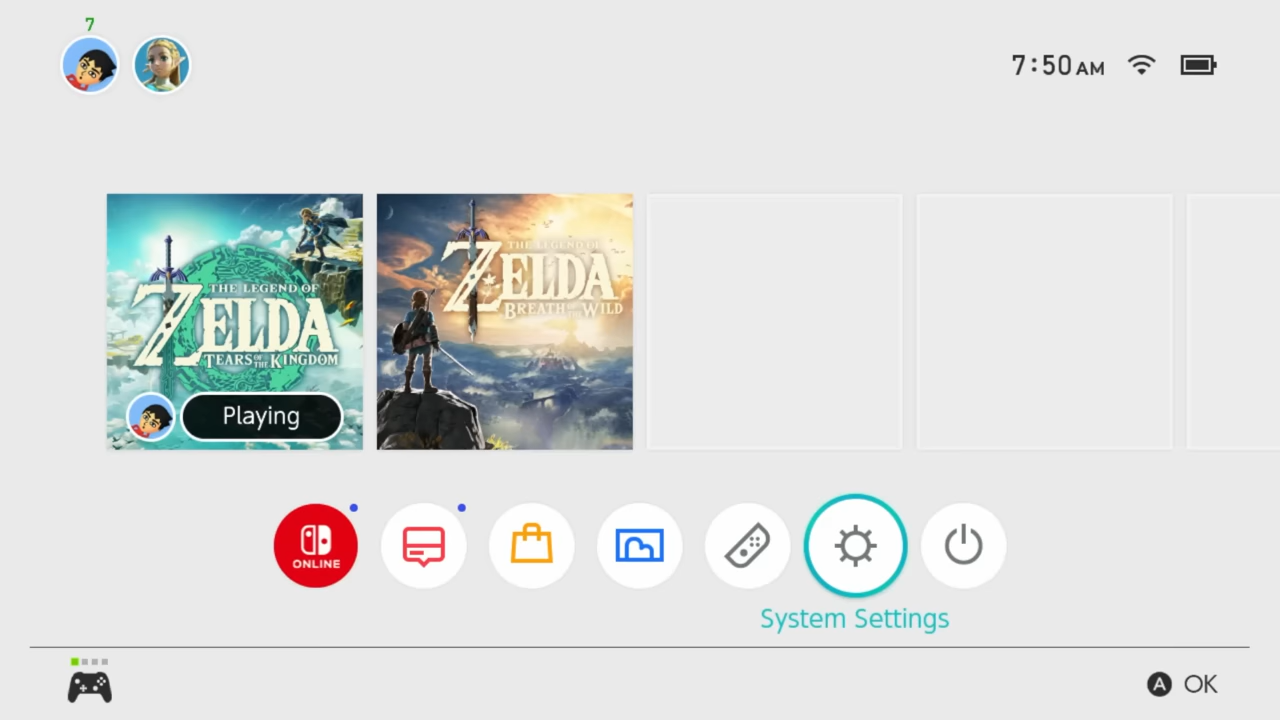 7
7:50 AM
THE LEGEND OF
ZELDA
TEARS OF THE KINGDOM
Playing
THE LEGEND OF
ZELDA
BREATH OF THE WILD
ONLINE
System Settings
A OK